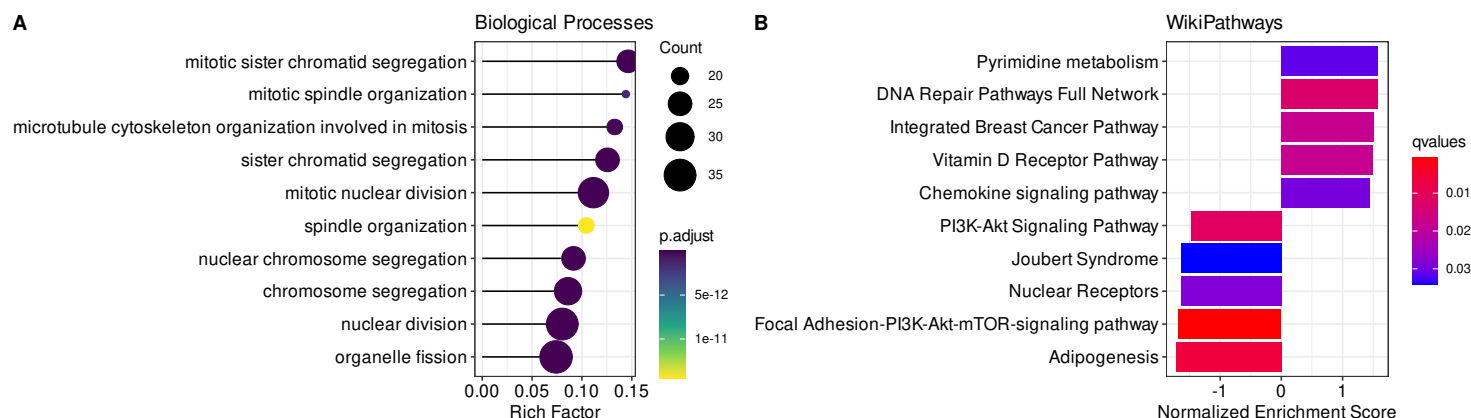 A
Biological Processes
mitotic sister chromatid segregation
mitotic spindle organization
microtubule cytoskeleton organization involved in mitosis
sister chromatid segregation
mitotic nuclear division
spindle organization
nuclear chromosome segregation
chromosome segregation
nuclear division
organelle fission
0.00 0.05 0.10 0.15
Rich Factor
Count
20
25
30
35
p.adjust
5e-12
1e-11
B
WikiPathways
Pyrimidine metabolism
DNA Repair Pathways Full Network
Integrated Breast Cancer Pathway
Vitamin D Receptor Pathway
Chemokine signaling pathway
PI3K-Akt Signaling Pathway
Joubert Syndrome
Nuclear Receptors
Focal Adhesion-PI3K-Akt-mTOR-signaling pathway
Adipogenesis
-1 0 1
Normalized Enrichment Score
qvalues
0.01
0.02
0.03